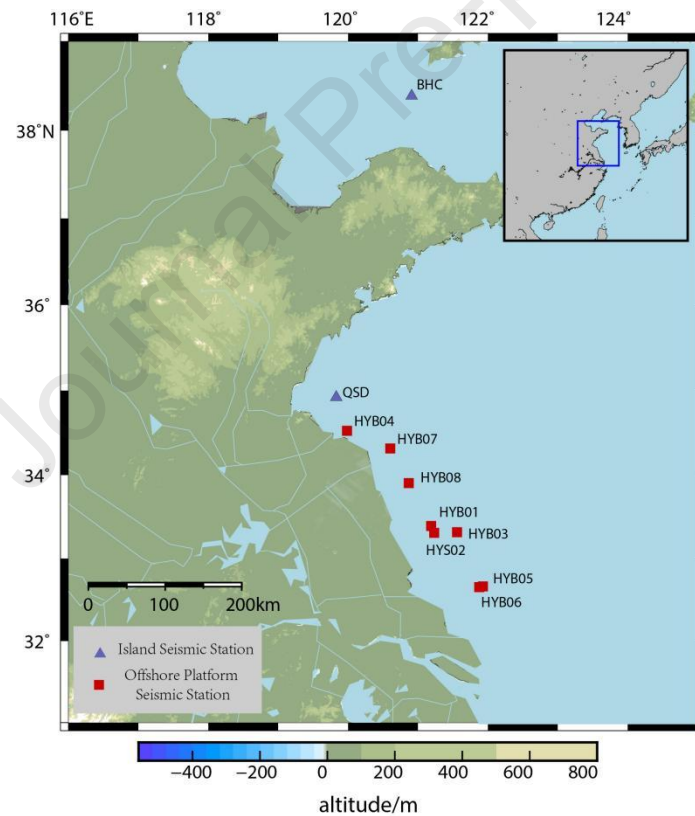 116°E 118° 120° 122° 124°
Journal Pre-
BHC
38°N
36°
QSD
HYB04
HYB07
34°
HYB08
HYB01
HYB03
HYS02
HYB05
HYB06
0 100 200km
32°
Island Seismic Station
Offshore Platform
Seismic Station
−400 −200 0 200 400 600 800
altitude/m